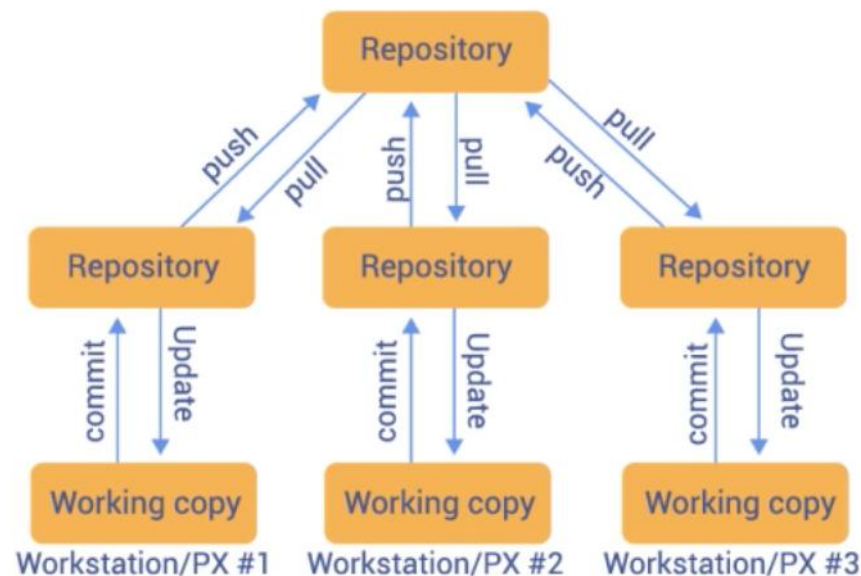 Repository
push
pull
push
pull
push
pull
Repository
Repository
Repository
commit
Update
commit
Update
commit
Update
Working copy
Working copy
Working copy
Workstation/PX #1
Workstation/PX #2
Workstation/PX #3